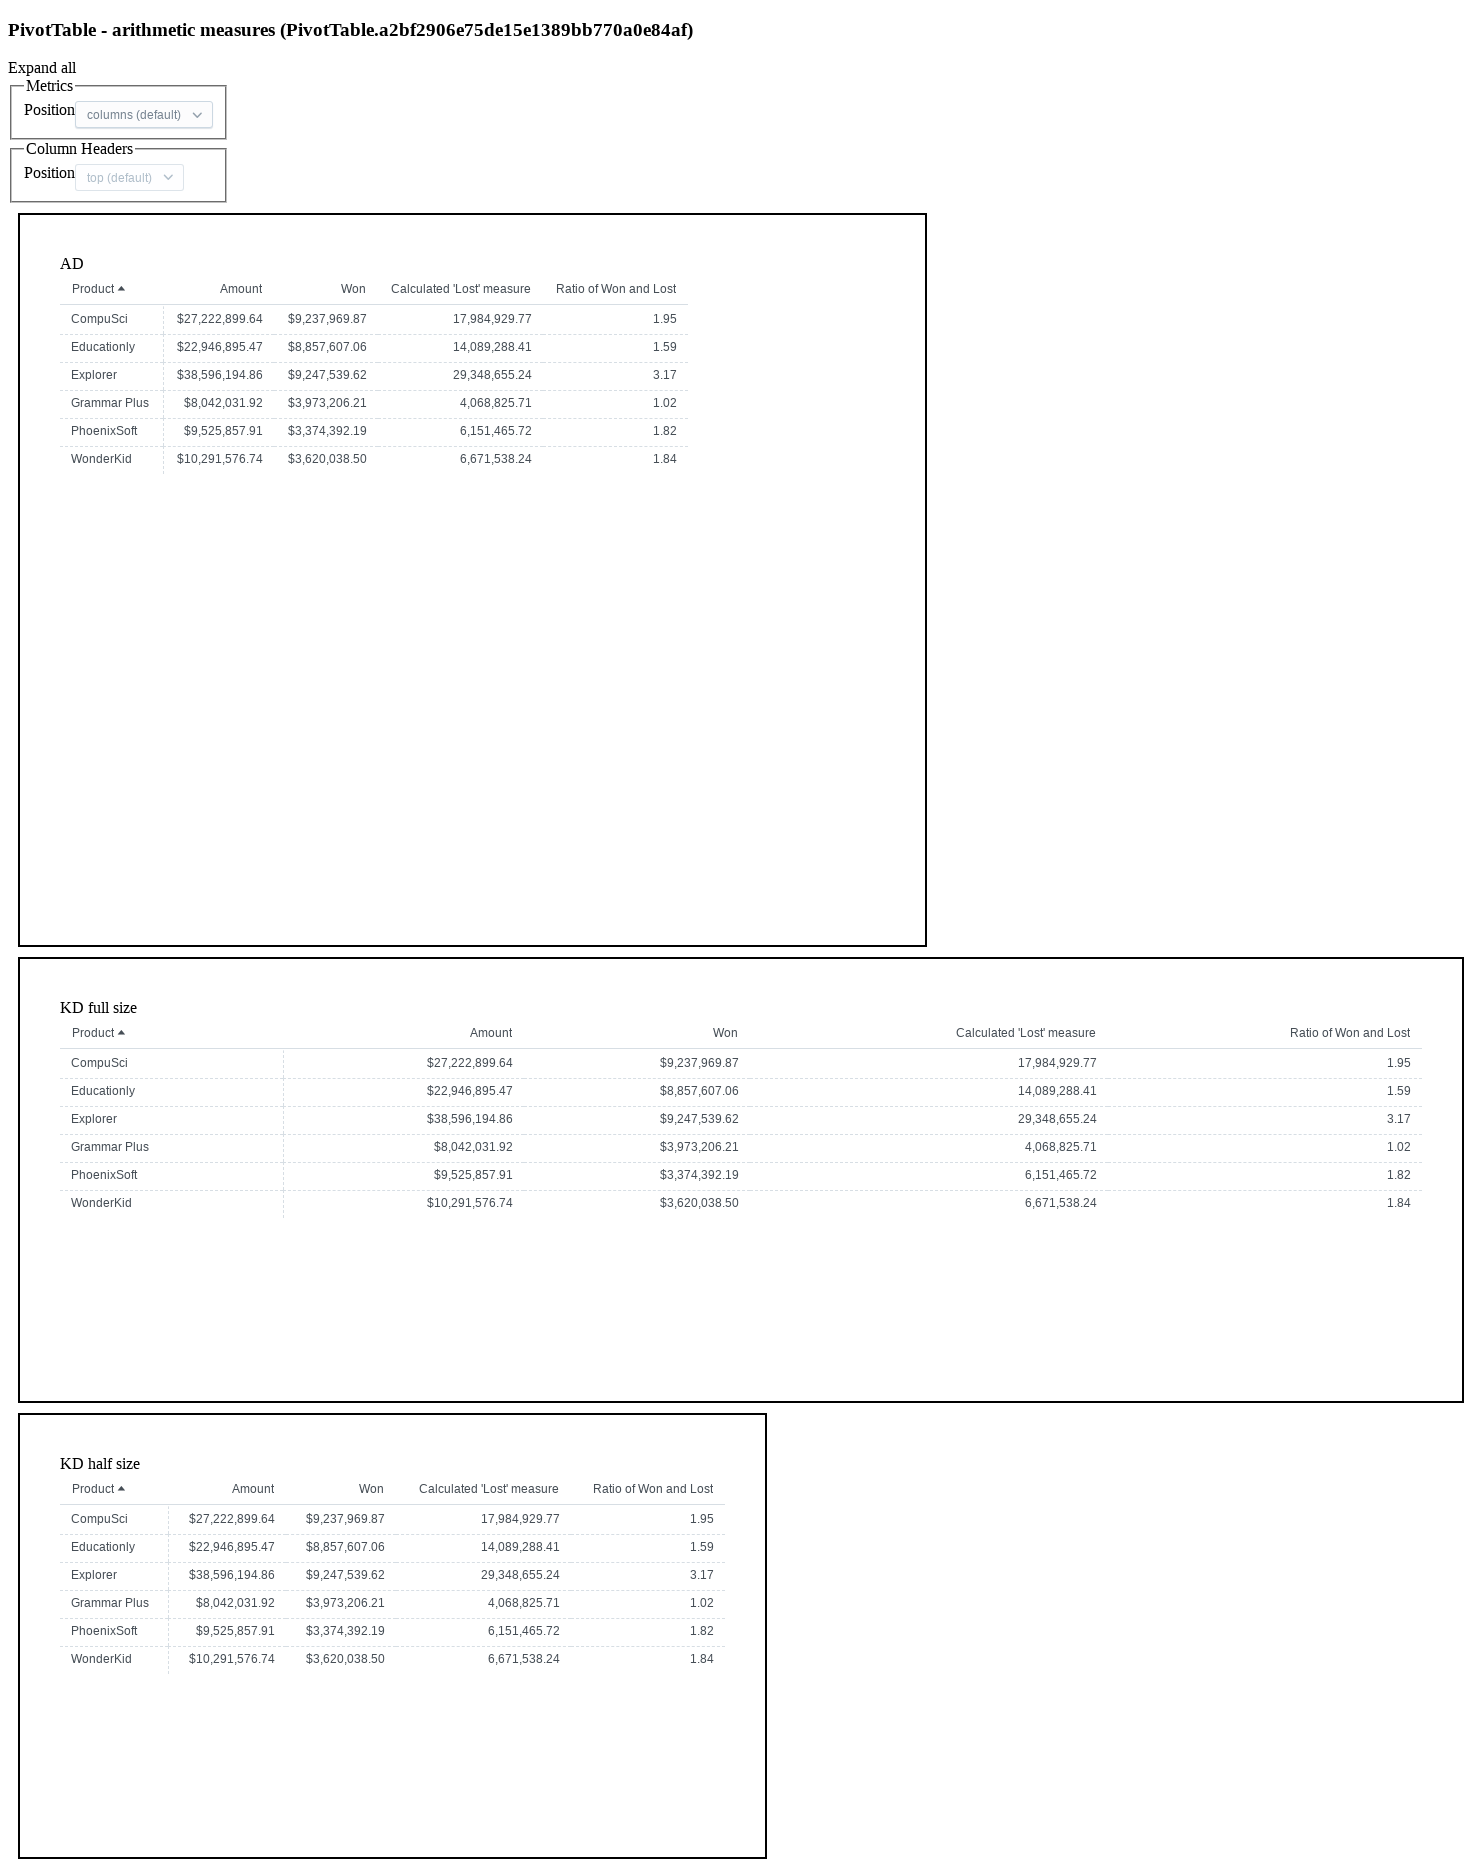 PivotTable - arithmetic measures (PivotTable.a2bf2906e75de15e1389bb770a0e84af)
Expand all
Metrics
Position columns (default)
Column Headers
Position top (default)
AD
Product Amount Won Calculated 'Lost' measure Ratio of Won and Lost
CompuSci $27,222,899.64 $9,237,969.87 17,984,929.77 1.95
Educationly $22,946,895.47 $8,857,607.06 14,089,288.41 1.59
Explorer $38,596,194.86 $9,247,539.62 29,348,655.24 3.17
Grammar Plus $8,042,031.92 $3,973,206.21 4,068,825.71 1.02
PhoenixSoft $9,525,857.91 $3,374,392.19 6,151,465.72 1.82
WonderKid $10,291,576.74 $3,620,038.50 6,671,538.24 1.84
KD full size
Product Amount Won Calculated 'Lost' measure Ratio of Won and Lost
CompuSci $27,222,899.64 $9,237,969.87 17,984,929.77 1.95
Educationly $22,946,895.47 $8,857,607.06 14,089,288.41 1.59
Explorer $38,596,194.86 $9,247,539.62 29,348,655.24 3.17
Grammar Plus $8,042,031.92 $3,973,206.21 4,068,825.71 1.02
PhoenixSoft $9,525,857.91 $3,374,392.19 6,151,465.72 1.82
WonderKid $10,291,576.74 $3,620,038.50 6,671,538.24 1.84
KD half size
Product Amount Won Calculated 'Lost' measure Ratio of Won and Lost
CompuSci $27,222,899.64 $9,237,969.87 17,984,929.77 1.95
Educationly $22,946,895.47 $8,857,607.06 14,089,288.41 1.59
Explorer $38,596,194.86 $9,247,539.62 29,348,655.24 3.17
Grammar Plus $8,042,031.92 $3,973,206.21 4,068,825.71 1.02
PhoenixSoft $9,525,857.91 $3,374,392.19 6,151,465.72 1.82
WonderKid $10,291,576.74 $3,620,038.50 6,671,538.24 1.84